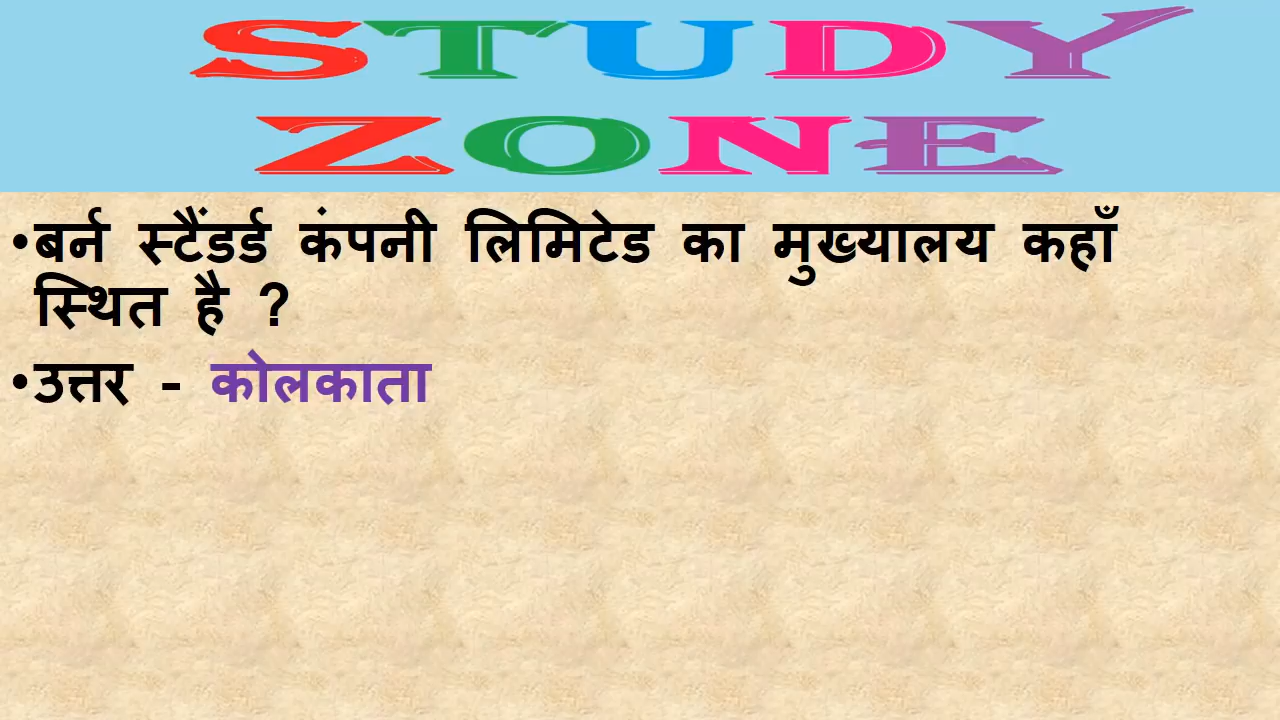 STUDY
ZONE
•बर्न स्टैंडर्ड कंपनी लिमिटेड का मुख्यालय कहाँ
स्थित है ?
•उत्तर - कोलकाता